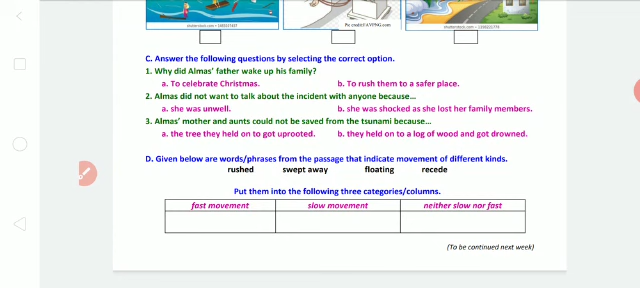 Pic credit:FAVPNG.com
C. Answer the following questions by selecting the correct option.
1. Why did Almas' father wake up his family?
a. To celebrate Christmas. b. To rush them to a safer place.
2. Almas did not want to talk about the incident with anyone because...
a. she was unwell. b. she was shocked as she lost her family members.
3. Almas' mother and aunts could not be saved from the tsunami because...
a. the tree they held on to got uprooted. b. they held on to a log of wood and got drowned.
D. Given below are words/phrases from the passage that indicate movement of different kinds.
rushed swept away floating recede
Put them into the following three categories/columns.
fast movement slow movement neither slow nor fast
(To be continued next week)